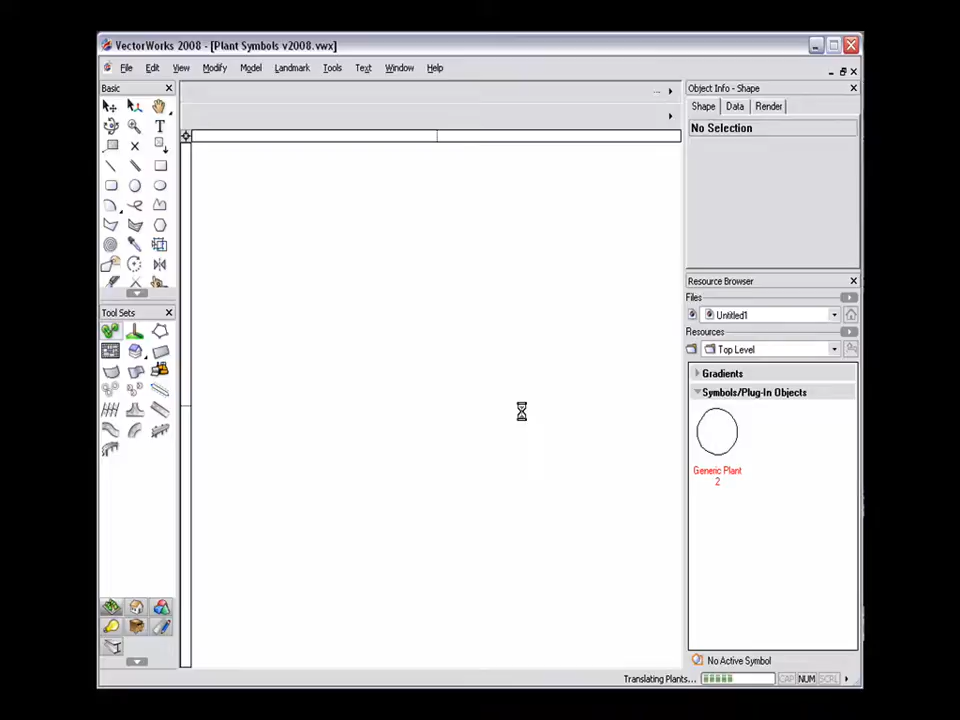 VectorWorks 2008 - [Plant Symbols v2008.vwx]
File Edit View Modify Model Landmark Tools Text Window Help
Basic
Object Info - Shape
Shape Data Render
No Selection
Resource Browser
Files
Untitled1
Resources
Tool Sets
Top Level
Gradients
Symbols/Plug-In Objects
Generic Plant
2
No Active Symbol
Translating Plants... CAP NUM SCRL